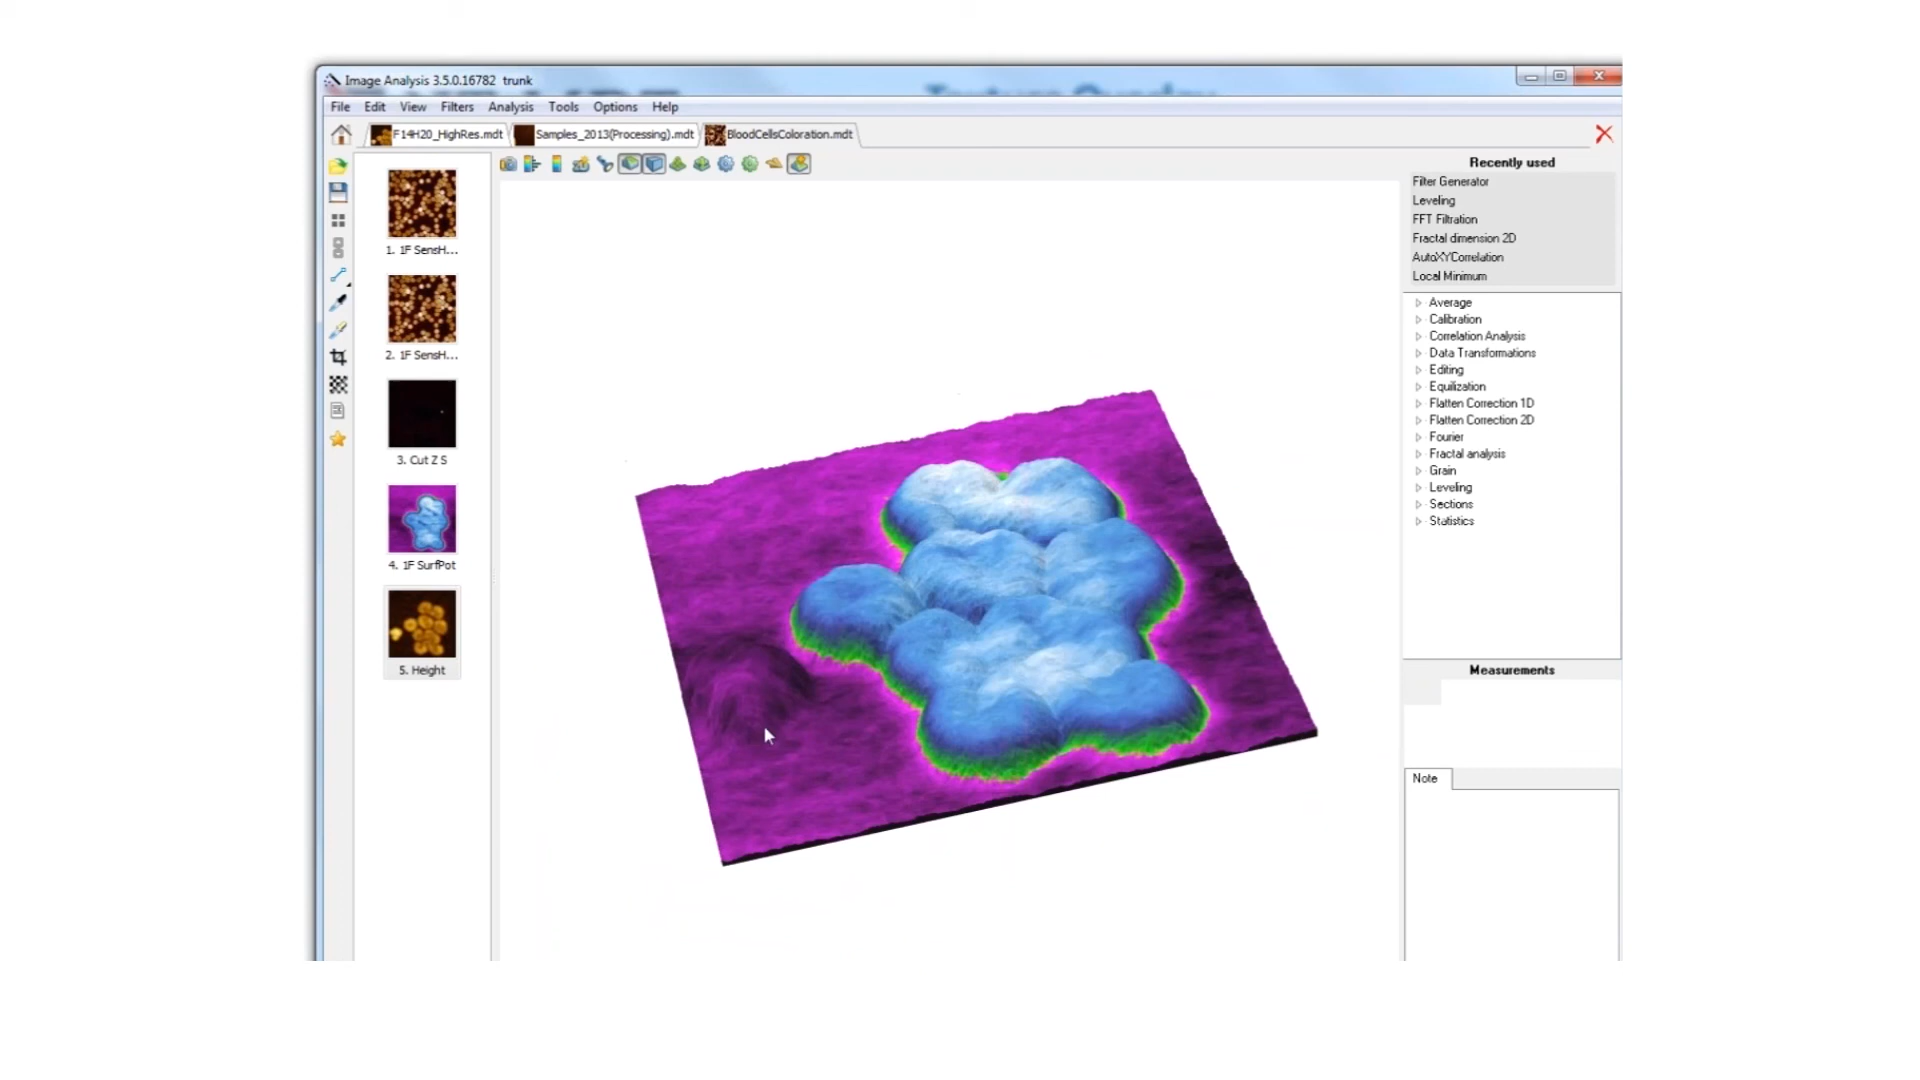 Image Analysis 3.5.0.16782 trunk
File Edit View Filters Analysis Tools Options Help
F14H20_HighRes.mdt Samples_2013(Processing).mdt BloodCellsColoration.mdt
1. 1F SensH...
2. 1F SensH...
3. Cut Z S
4. 1F SurfPot
5. Height
Recently used
Filter Generator
Leveling
FFT Filtration
Fractal dimension 2D
AutoXYCorrelation
Local Minimum
Average
Calibration
Correlation Analysis
Data Transformations
Editing
Equilization
Flatten Correction 1D
Flatten Correction 2D
Fourier
Fractal analysis
Grain
Leveling
Sections
Statistics
Measurements
Note